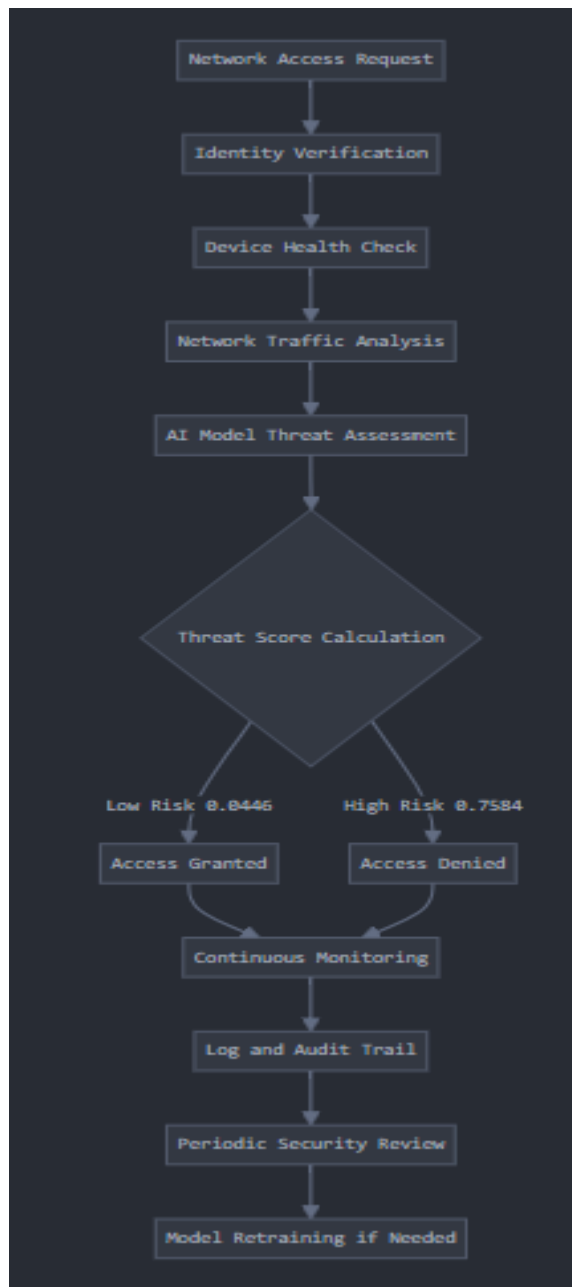 Network Access Request
Identity Verification
Device Health Check
Network Traffic Analysis
AI Model Threat Assessment
Threat Score Calculation
Low Risk 0.0446
High Risk 0.7584
Access Granted
Access Denied
Continuous Monitoring
Log and Audit Trail
Periodic Security Review
Model Retraining if Needed